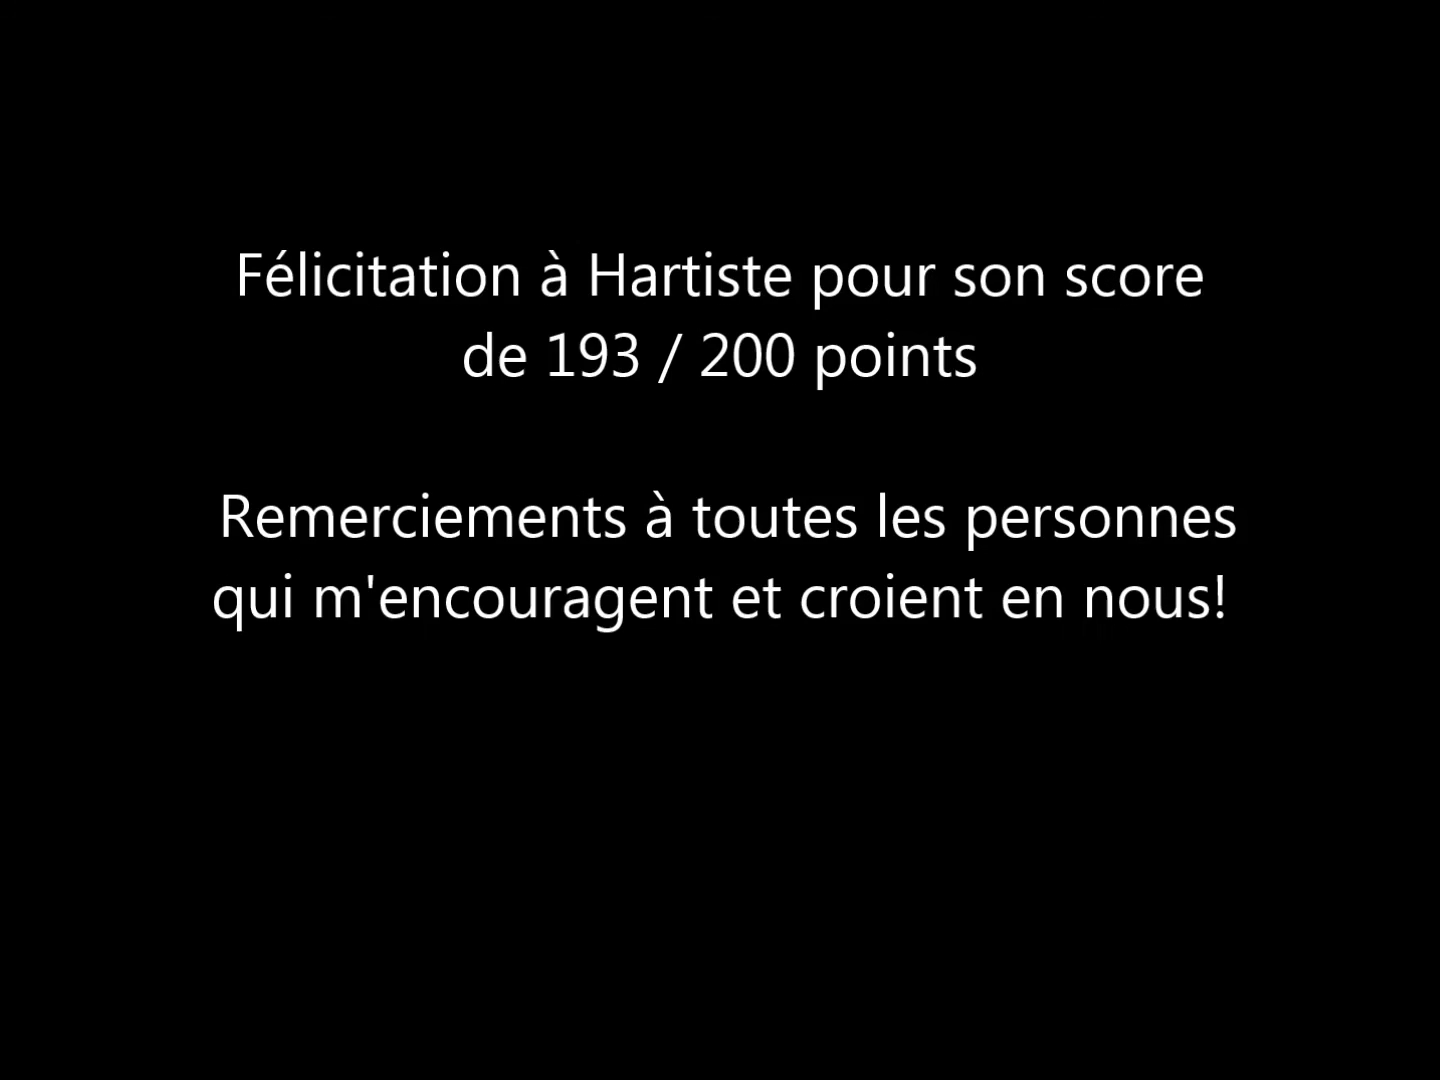 Félicitation à Hartiste pour son score
de 193 / 200 points
Remerciements à toutes les personnes
qui m'encouragent et croient en nous!